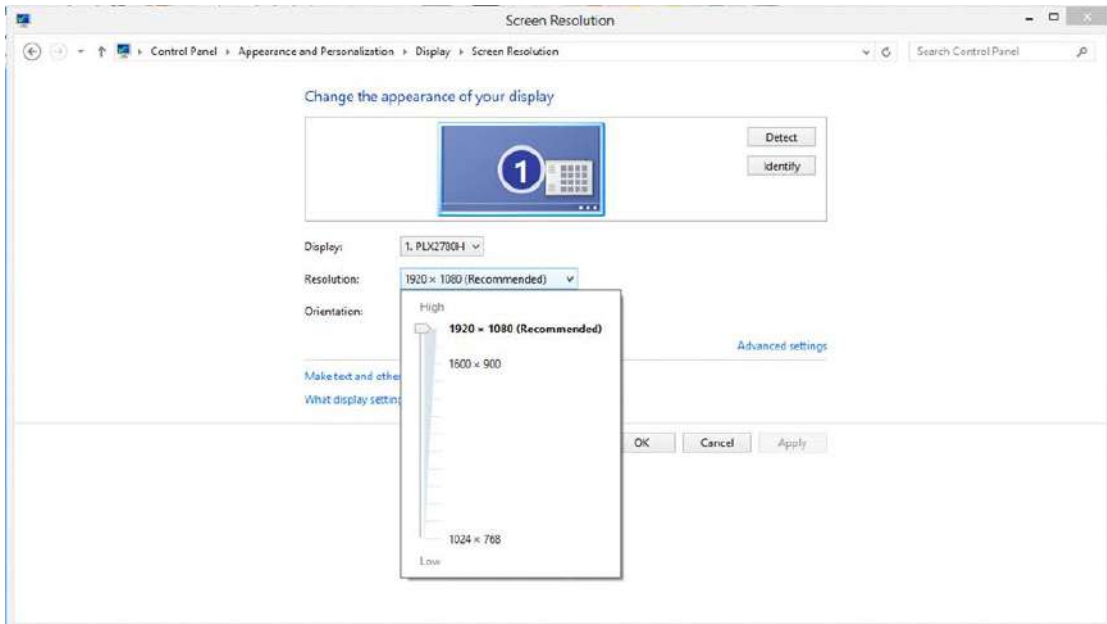 Screen Resolution
Control Panel Appearance and Personalization Display Screen Resolution
Search Control Panel
Change the appearance of your display
1
Detect
Identify
Display: 1. PLX2780H
Resolution: 1920 × 1080 (Recommended)
Orientation:
High
1920 × 1080 (Recommended)
1600 × 900
1024 × 768
Low
Advanced settings
Make text and othe
What display setting
OK Cancel Apply